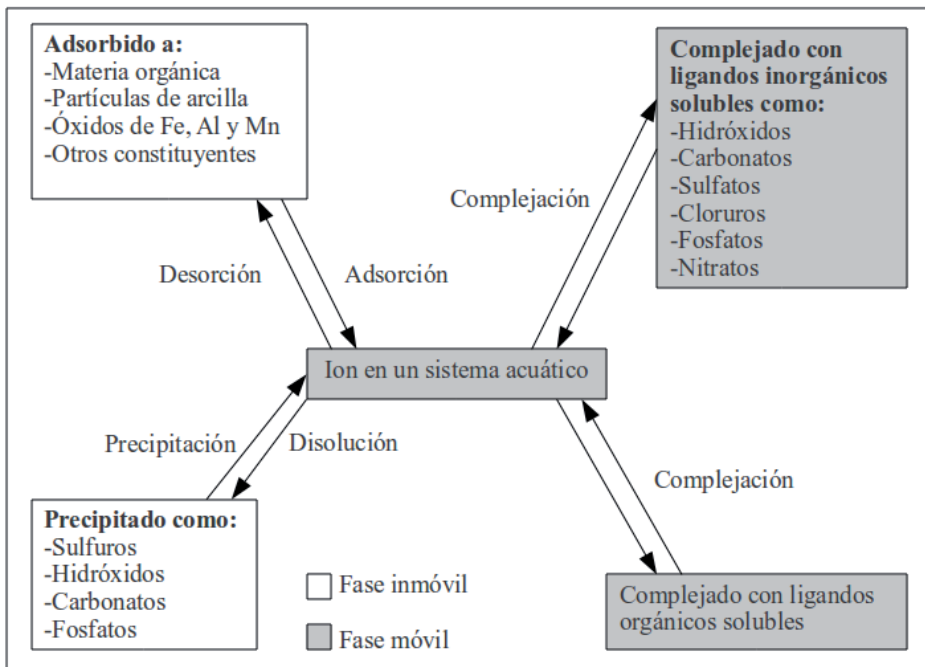 Adsorbido a:
-Materia orgánica
-Partículas de arcilla
-Óxidos de Fe, Al y Mn
-Otros constituyentes
Complejado con
ligandos inorgánicos
solubles como:
-Hidróxidos
-Carbonatos
-Sulfatos
-Cloruros
-Fosfatos
-Nitratos
Complejación
Desorción
Adsorción
Ion en un sistema acuático
Precipitación
Disolución
Complejación
Precipitado como:
-Sulfuros
-Hidróxidos
-Carbonatos
-Fosfatos
Fase inmóvil
Fase móvil
Complejado con ligandos
orgánicos solubles